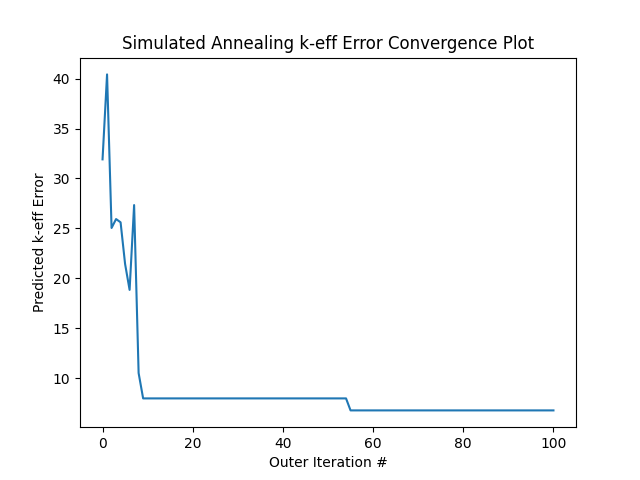 Simulated Annealing k-eff Error Convergence Plot
40
35
30
25
20
15
10
Predicted k-eff Error
0 20 40 60 80 100
Outer Iteration #